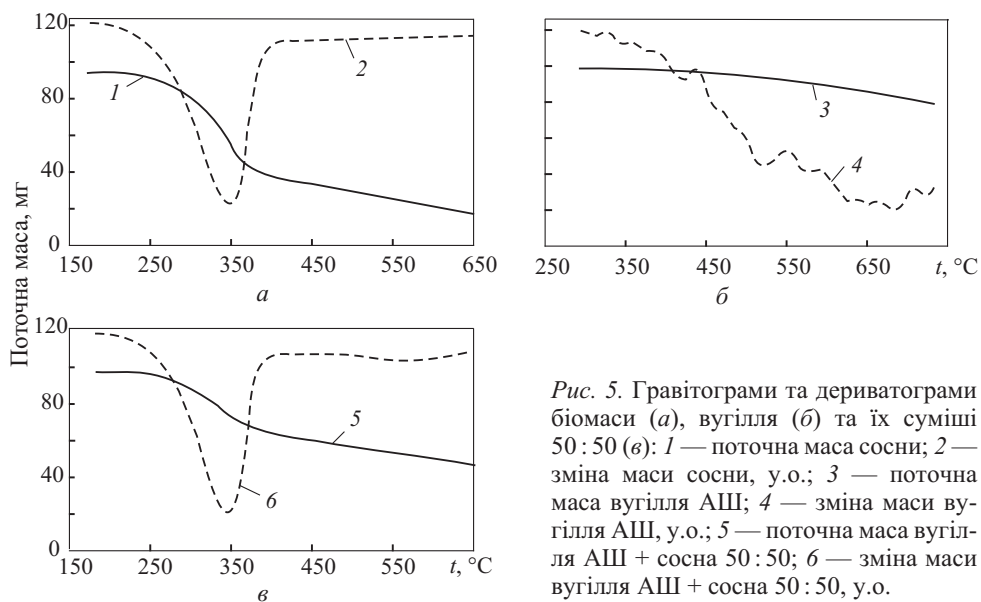 120
80
40
0
150
250
350
450
550
650
1
2
а
250
350
450
550
650
t, °C
3
4
б
Поточна маса, мг
120
80
40
0
150
250
350
450
550
t, °C
5
6
в
Рис. 5. Гравітограми та дериватограми
біомаси (а), вугілля (б) та їх суміші
50 : 50 (в): 1 — поточна маса сосни; 2 —
зміна маси сосни, у.о.; 3 — поточна
маса вугілля АШ; 4 — зміна маси ву-
гілля АШ, у.о.; 5 — поточна маса вугіл-
ля АШ + сосна 50 : 50; 6 — зміна маси
вугілля АШ + сосна 50 : 50, у.о.